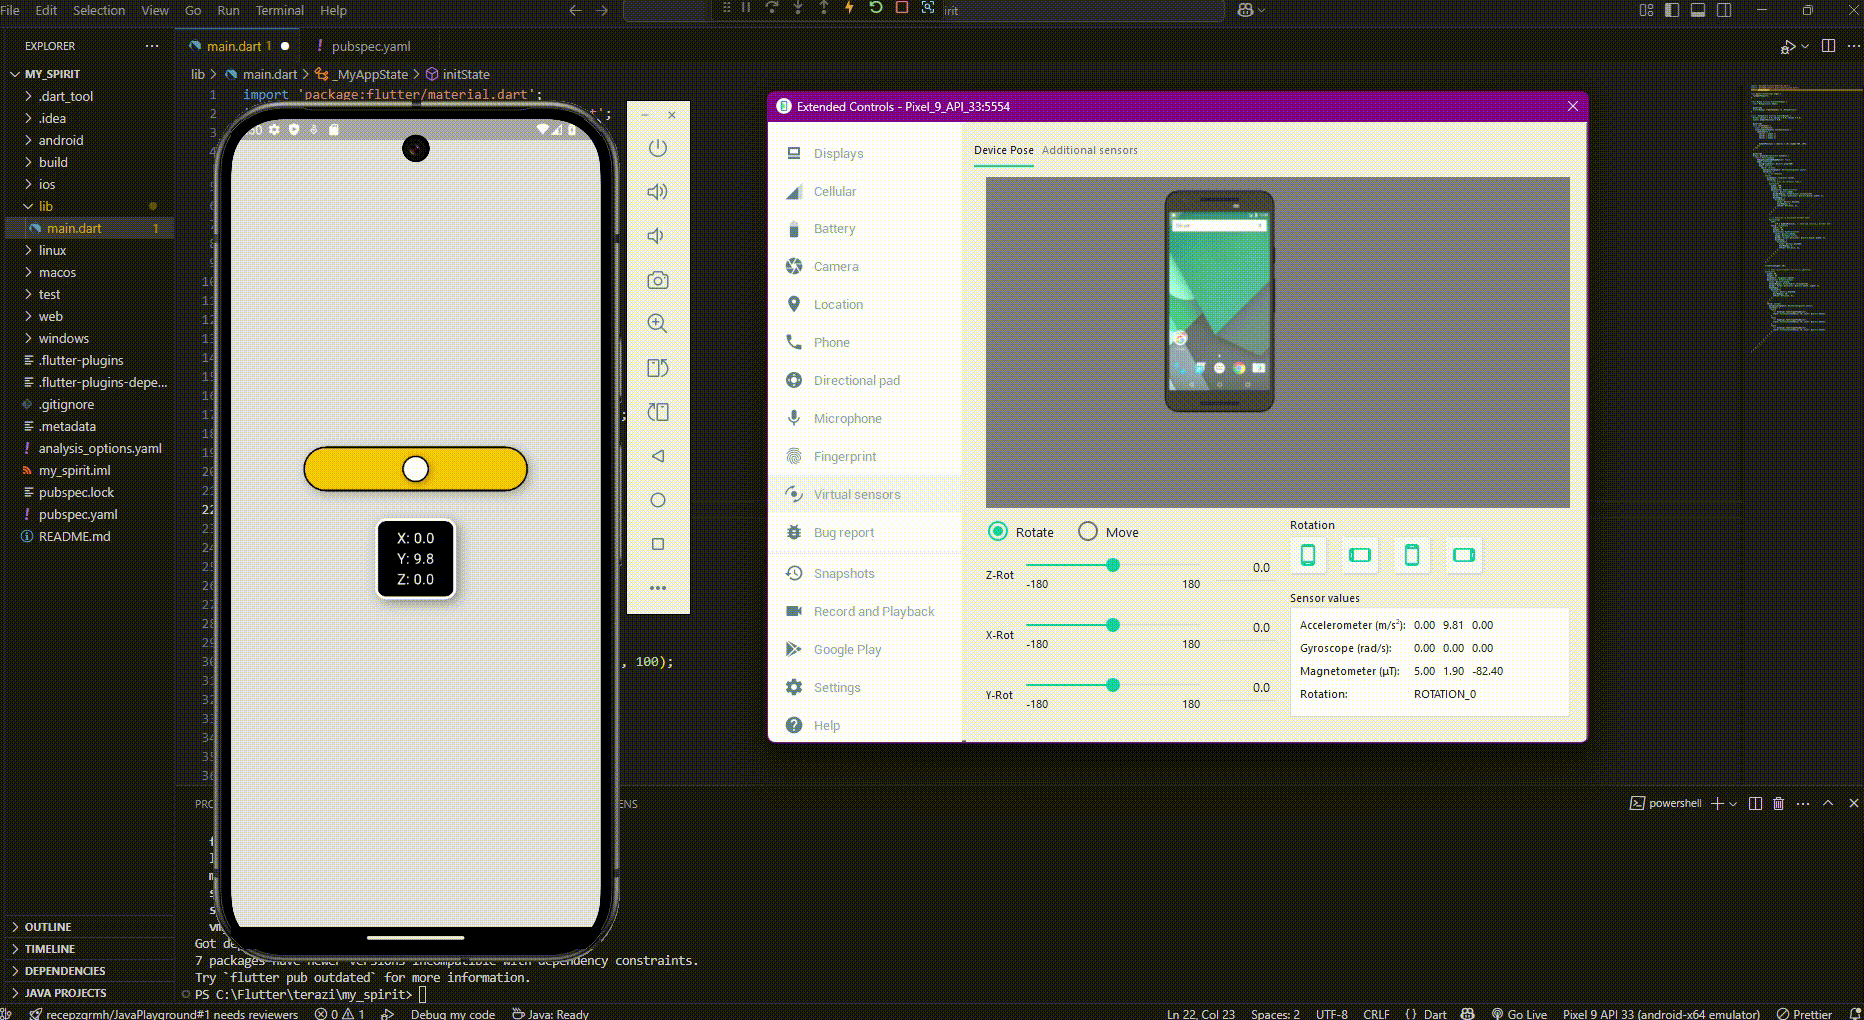 File Edit Selection View Go Run Terminal Help
irit
EXPLORER
MY_SPIRIT
.dart_tool
.idea
android
build
ios
lib
main.dart 1
linux
macos
test
web
windows
.flutter-plugins
.flutter-plugins-depe...
.gitignore
.metadata
analysis_options.yaml
my_spirit.iml
pubspec.lock
pubspec.yaml
README.md
OUTLINE
TIMELINE
DEPENDENCIES
JAVA PROJECTS
main.dart 1
pubspec.yaml
lib > main.dart > _MyAppState > initState
1 import 'package:flutter/material.dart';
2 t';
3
4
, 100);
X: 0.0
Y: 9.8
Z: 0.0
Extended Controls - Pixel_9_API_33:5554
Displays
Cellular
Battery
Camera
Location
Phone
Directional pad
Microphone
Fingerprint
Virtual sensors
Bug report
Snapshots
Record and Playback
Google Play
Settings
Help
Device Pose Additional sensors
Rotate Move
Z-Rot -180 180 0.0
X-Rot -180 180 0.0
Y-Rot -180 180 0.0
Rotation
Sensor values
Accelerometer (m/s²): 0.00 9.81 0.00
Gyroscope (rad/s): 0.00 0.00 0.00
Magnetometer (μT): 5.00 1.90 -82.40
Rotation: ROTATION_0
powershell
Got de
7 packages have newer versions incompatible with dependency constraints.
Try `flutter pub outdated` for more information.
PS C:\Flutter\terazi\my_spirit>
recepzgrmh/JavaPlayground#1 needs reviewers 0 1 Debug my code Java: Ready Ln 22, Col 23 Spaces: 2 UTF-8 CRLF {} Dart Go Live Pixel 9 API 33 (android-x64 emulator) Prettier